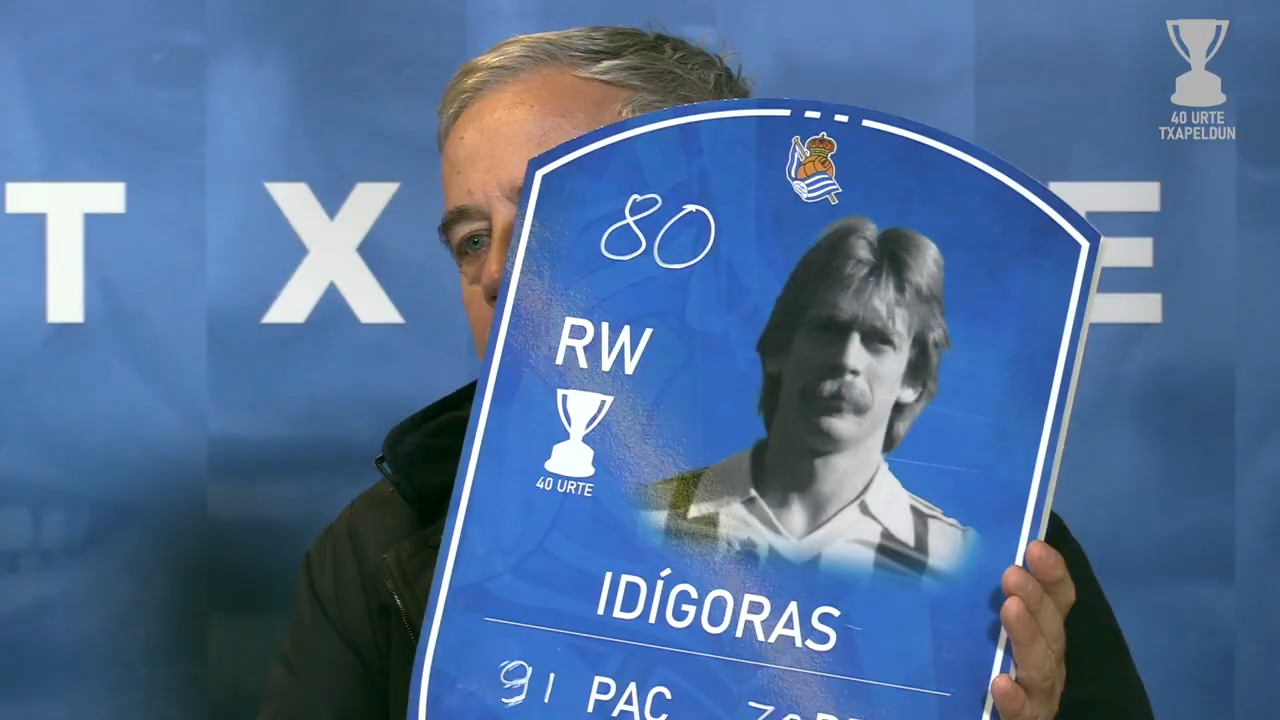 40 URTE
TXAPELDUN
T X E
80
RW
40 URTE
IDÍGORAS
91 PAC